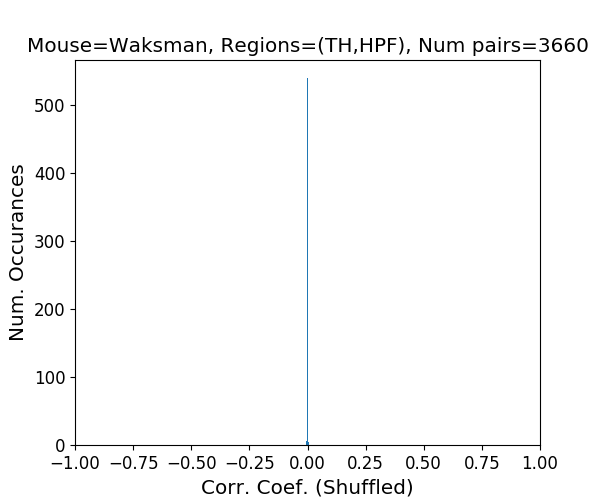 Mouse=Waksman, Regions=(TH,HPF), Num pairs=3660
Num. Occurances
500
400
300
200
100
0
−1.00 −0.75 −0.50 −0.25 0.00 0.25 0.50 0.75 1.00
Corr. Coef. (Shuffled)